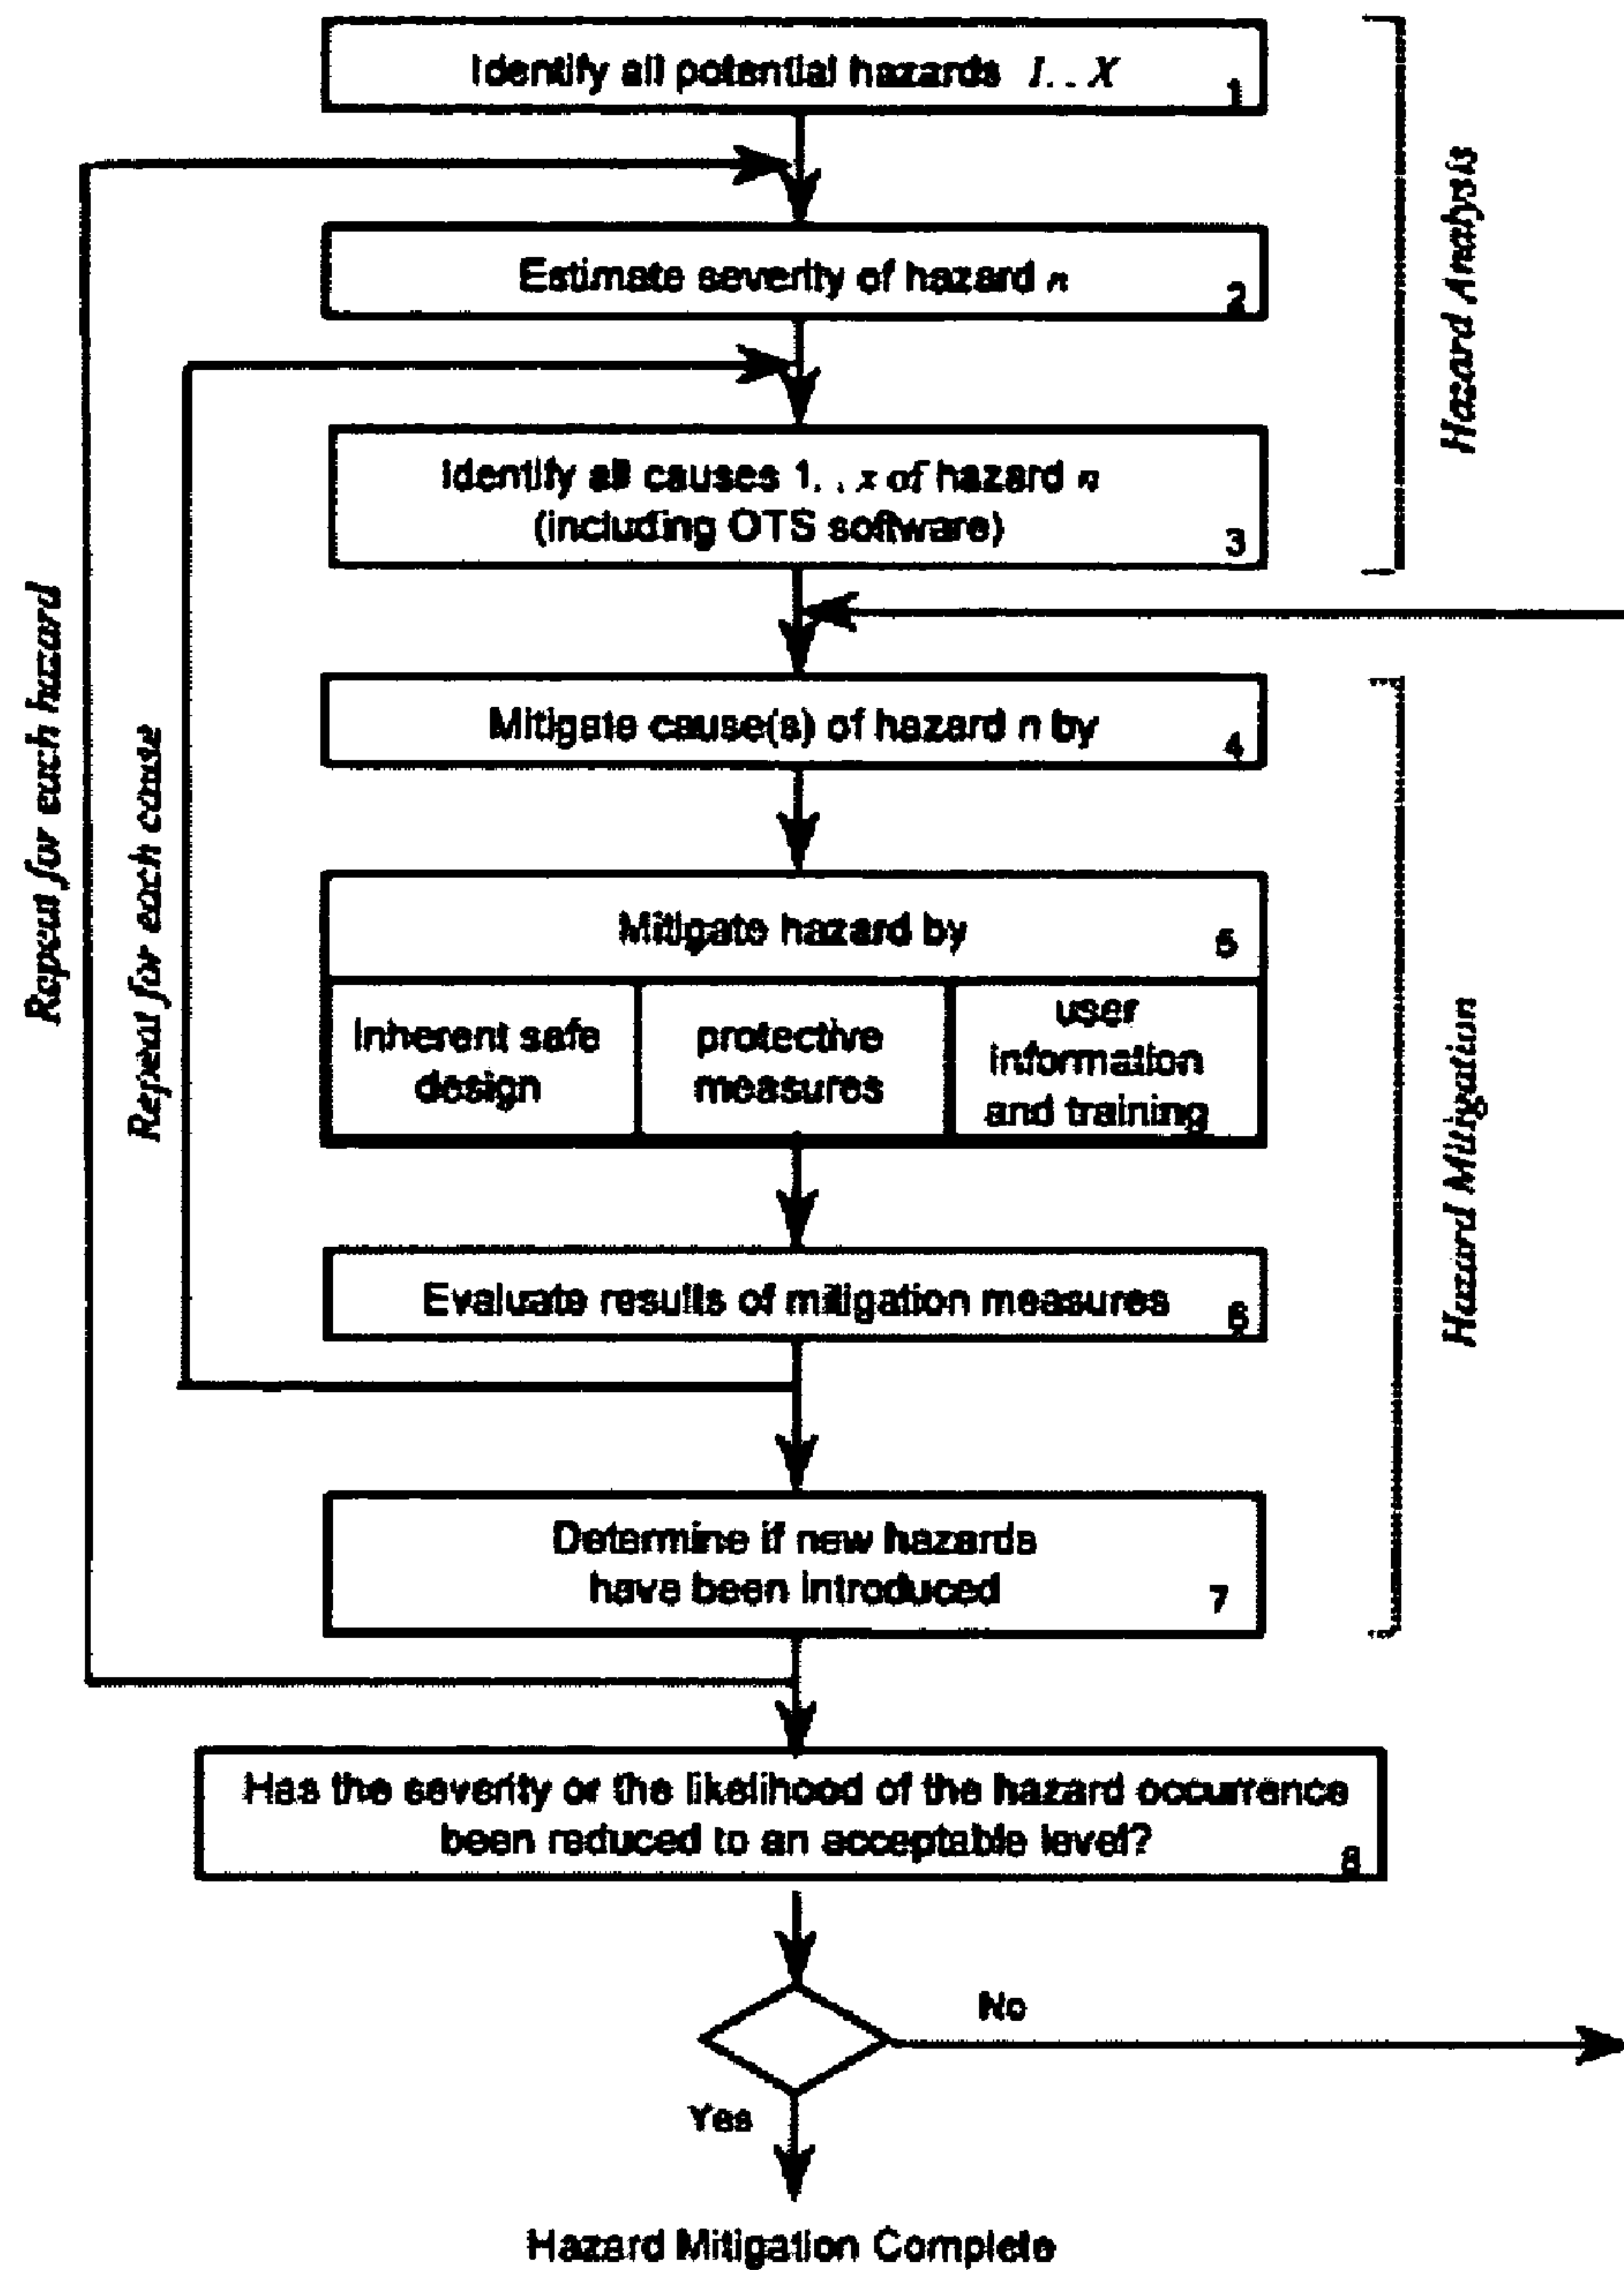 Identify all potential hazards 1. . X
1
Estimate severity of hazard n
2
Identify all causes 1. . x of hazard n
(including OTS software)
3
Mitigate cause(s) of hazard n by
4
Mitigate hazard by
5
Inherent safe
design
protective
measures
user
information
and training
Evaluate results of mitigation measures
6
Determine if new hazards
have been introduced
7
Has the severity or the likelihood of the hazard occurrence
been reduced to an acceptable level?
8
No
Yes
Hazard Mitigation Complete
Repeat for each hazard
Repeat for each cause
Hazard Analysis
Hazard Mitigation